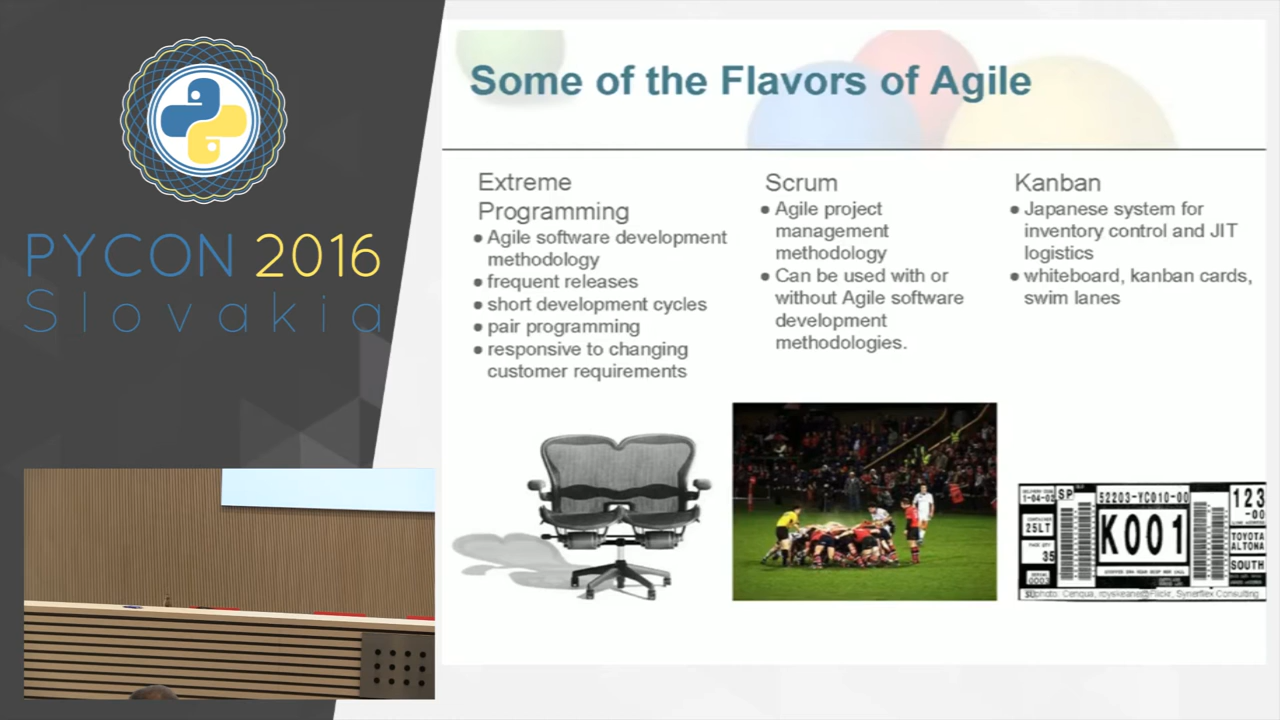 PYCON 2016
Slovakia
Some of the Flavors of Agile
Extreme
Programming
● Agile software development
methodology
● frequent releases
● short development cycles
● pair programming
● responsive to changing
customer requirements
Scrum
● Agile project
management
methodology
● Can be used with or
without Agile software
development
methodologies.
Kanban
● Japanese system for
inventory control and JIT
logistics
● whiteboard, kanban cards,
swim lanes
SP
52203-YC010-00
123
-00
25LT
K001
35
TOYOTA
ALTONA
SOUTH
photo: Cenqua, royskeane@Flickr, Synerflex Consulting